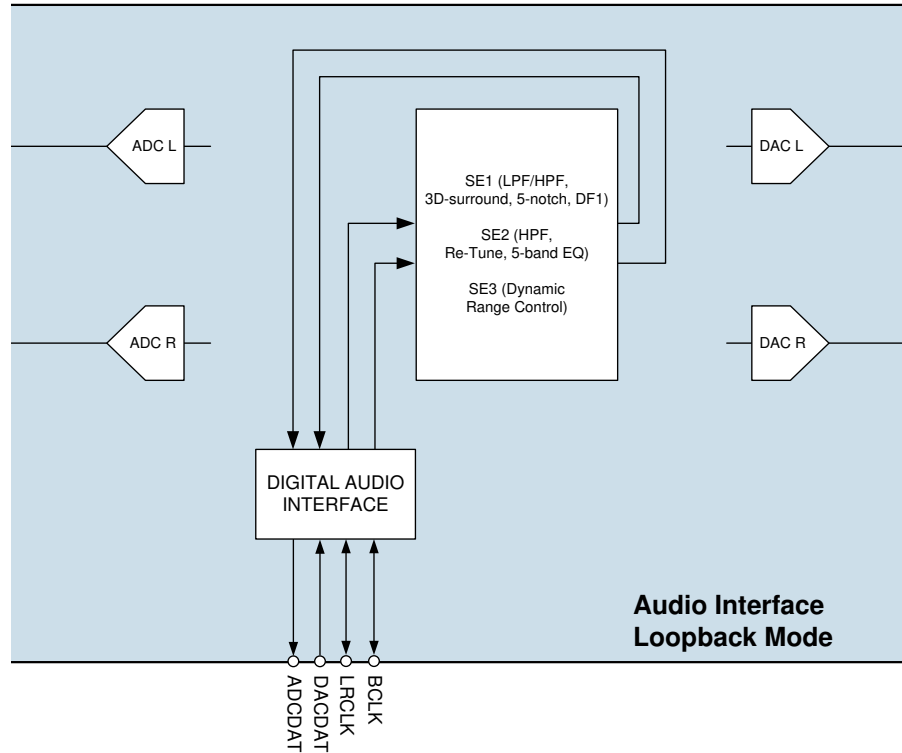 ADC L
DAC L
SE1 (LPF/HPF,
3D-surround, 5-notch, DF1)
SE2 (HPF,
Re-Tune, 5-band EQ)
SE3 (Dynamic
Range Control)
ADC R
DAC R
DIGITAL AUDIO
INTERFACE
Audio Interface
Loopback Mode
ADCDAT
DACDAT
LRCLK
BCLK